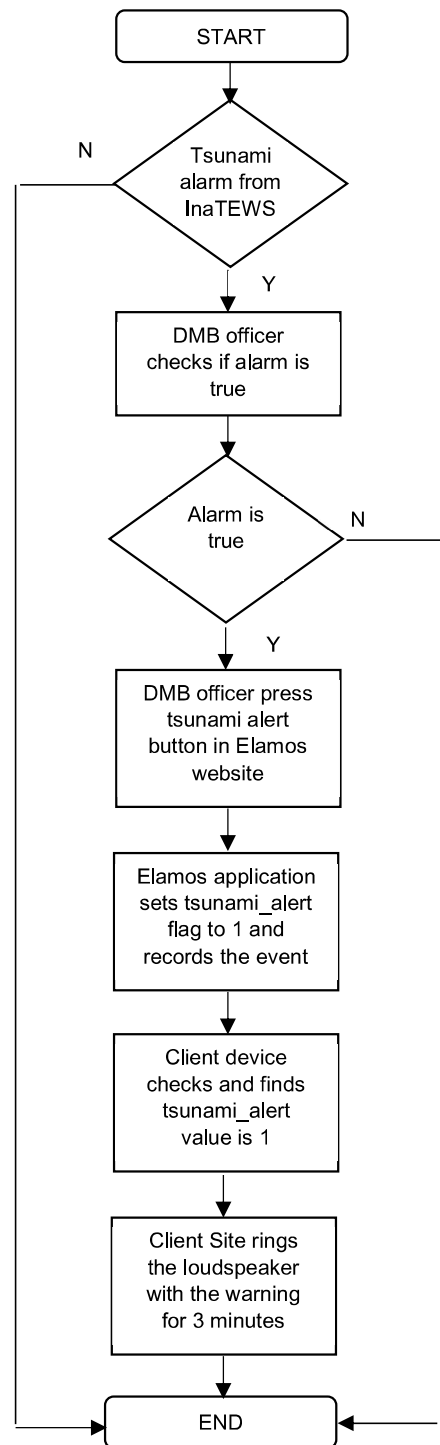 START
N
Tsunami
alarm from
InaTEWS
Y
DMB officer
checks if alarm is
true
Alarm is
true
N
Y
DMB officer press
tsunami alert
button in Elamos
website
Elamos application
sets tsunami_alert
flag to 1 and
records the event
Client device
checks and finds
tsunami_alert
value is 1
Client Site rings
the loudspeaker
with the warning
for 3 minutes
END